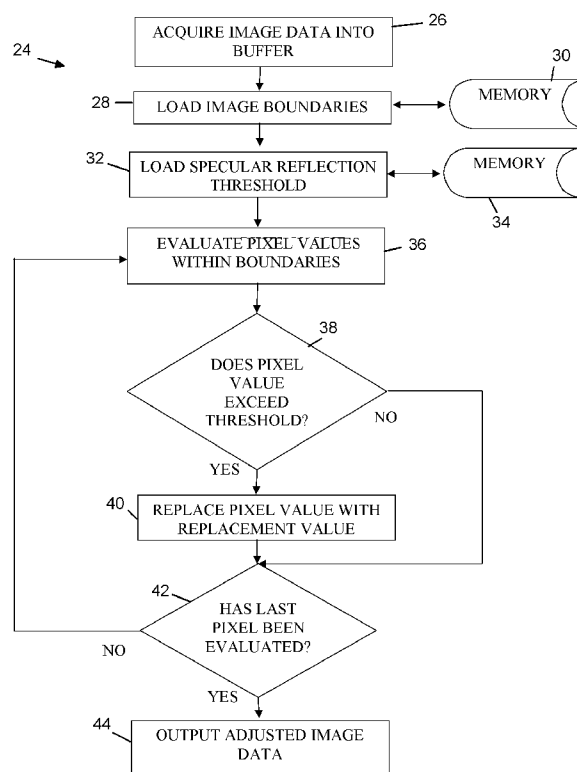 24
ACQUIRE IMAGE DATA INTO
BUFFER
26
28
LOAD IMAGE BOUNDARIES
MEMORY
30
32
LOAD SPECULAR REFLECTION
THRESHOLD
MEMORY
34
EVALUATE PIXEL VALUES
WITHIN BOUNDARIES
36
38
DOES PIXEL
VALUE
EXCEED
THRESHOLD?
NO
YES
40
REPLACE PIXEL VALUE WITH
REPLACEMENT VALUE
42
HAS LAST
PIXEL BEEN
EVALUATED?
NO
YES
44
OUTPUT ADJUSTED IMAGE
DATA